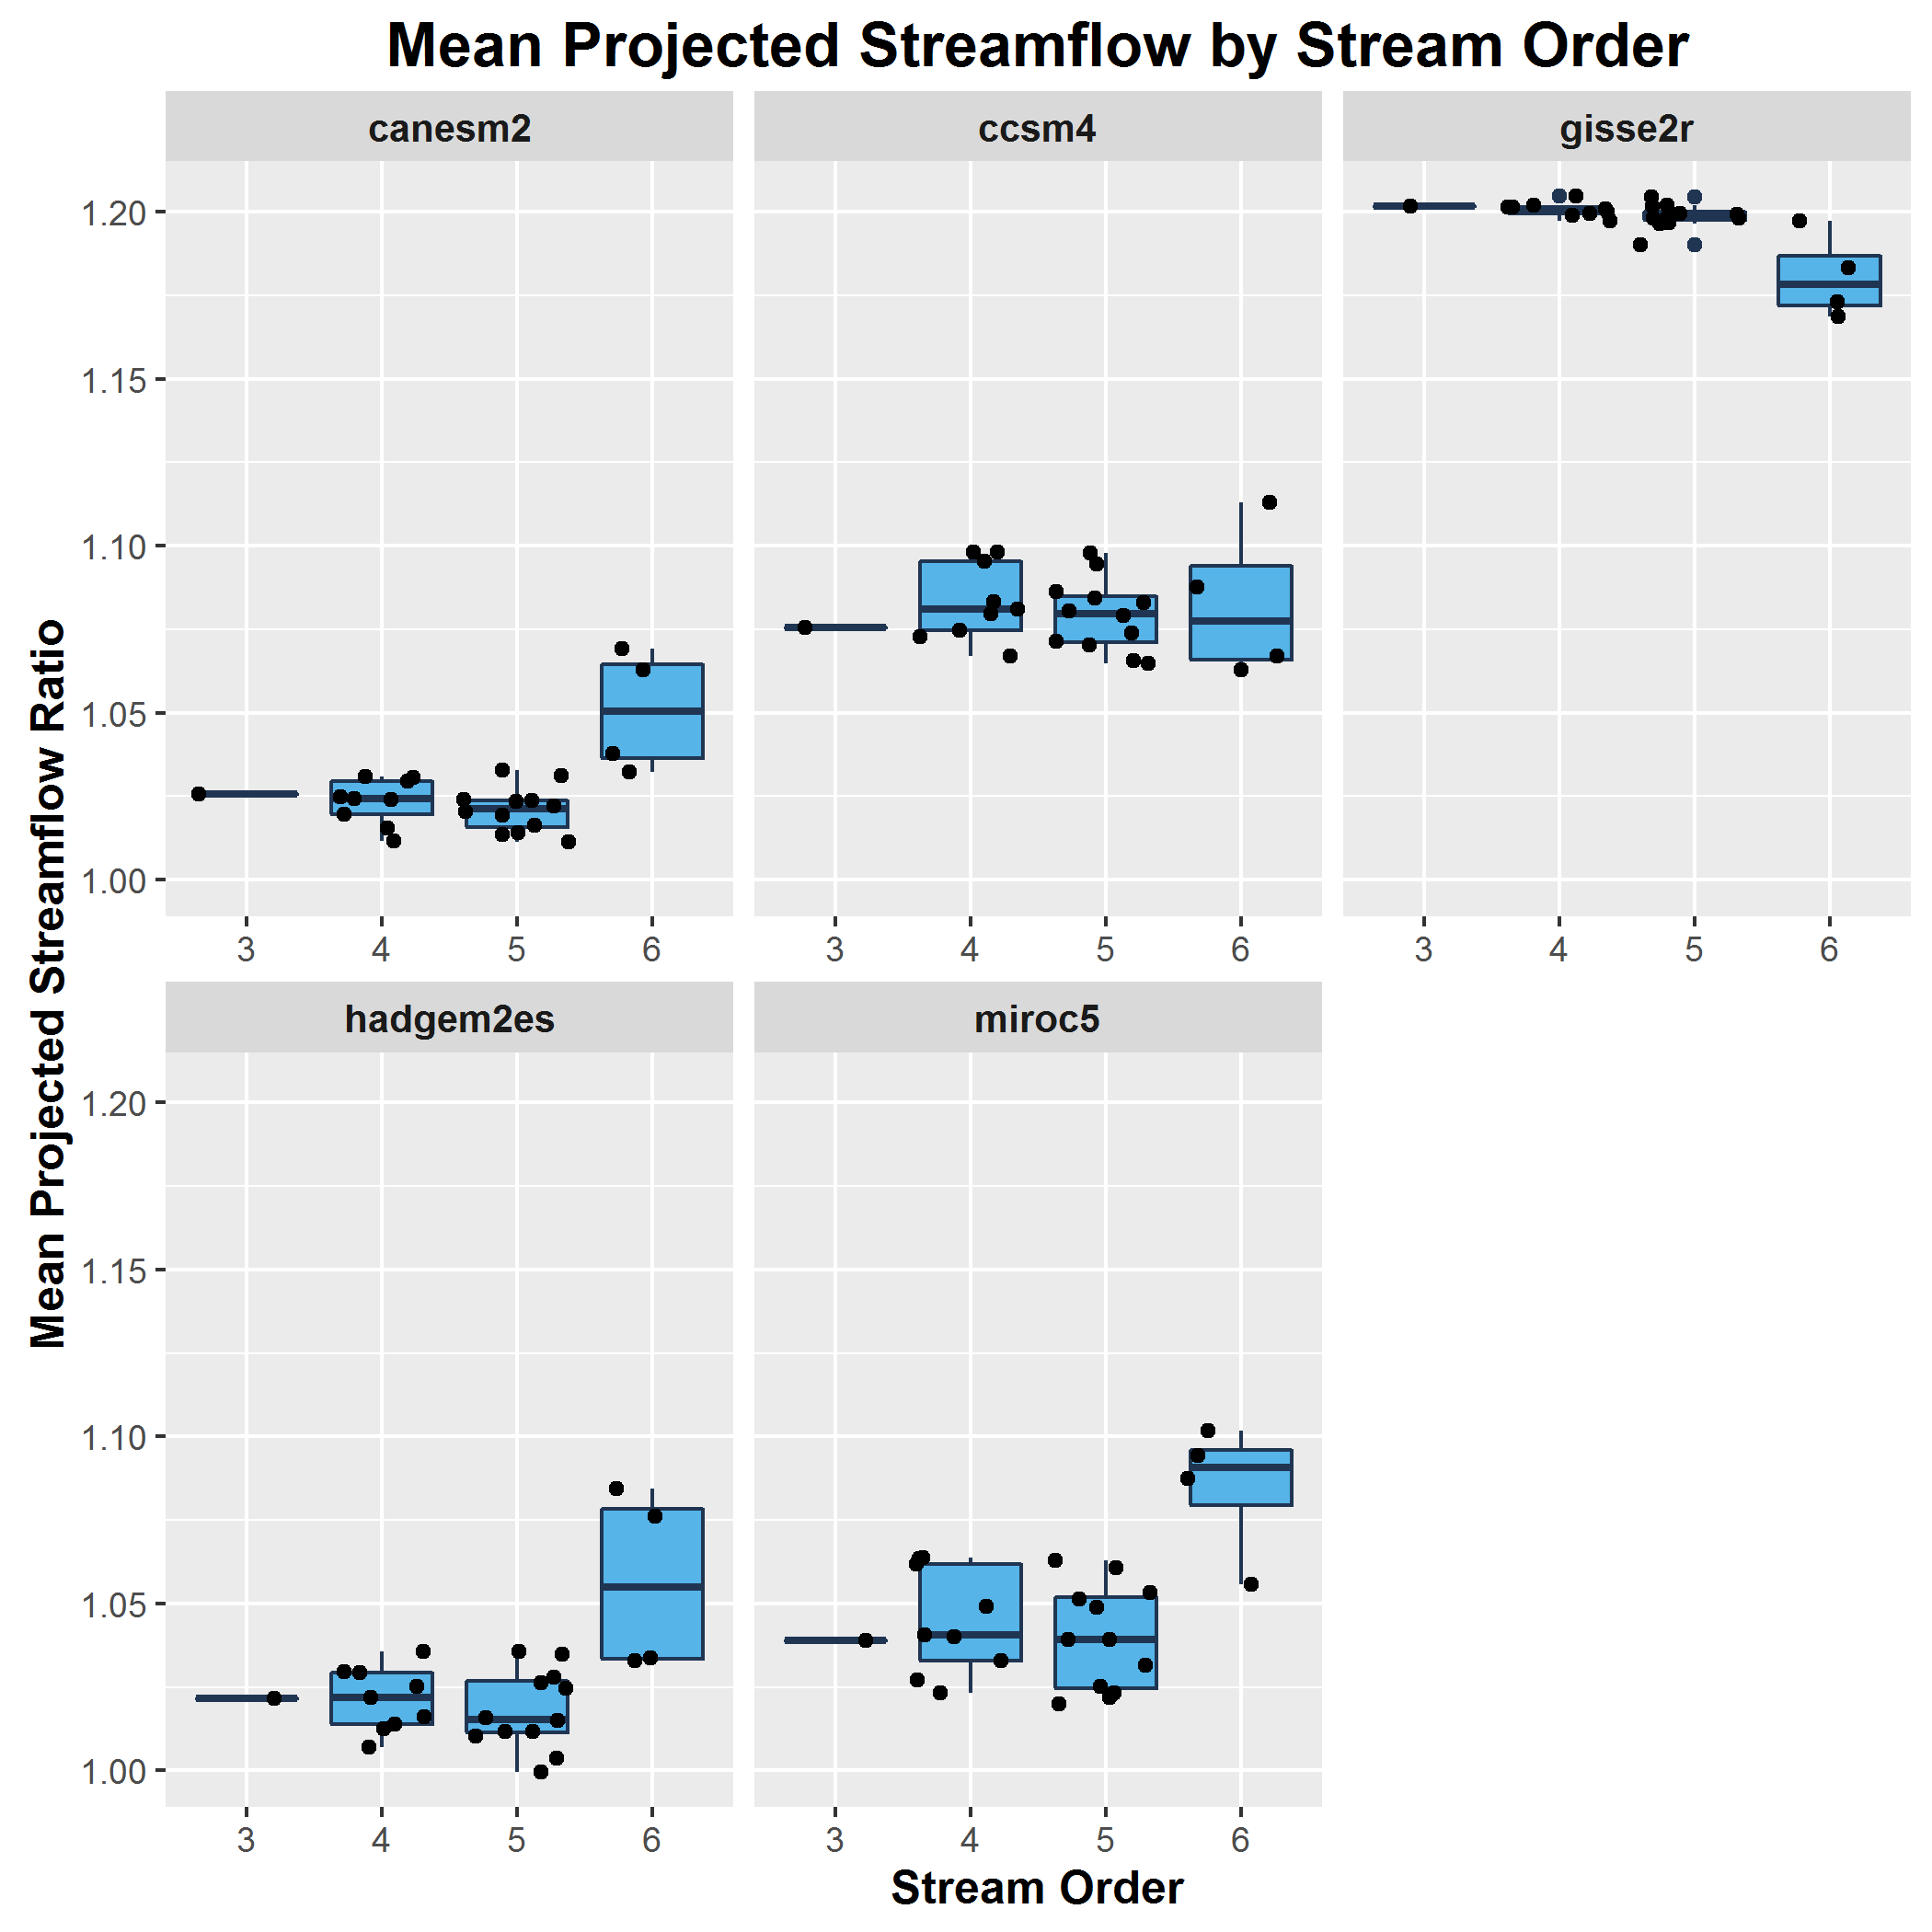 Mean Projected Streamflow by Stream Order
canesm2
ccsm4
gisse2r
1.20
1.15
1.10
1.05
1.00
3 4 5 6
3 4 5 6
3 4 5 6
Mean Projected Streamflow Ratio
hadgem2es
miroc5
1.20
1.15
1.10
1.05
1.00
3 4 5 6
3 4 5 6
Stream Order